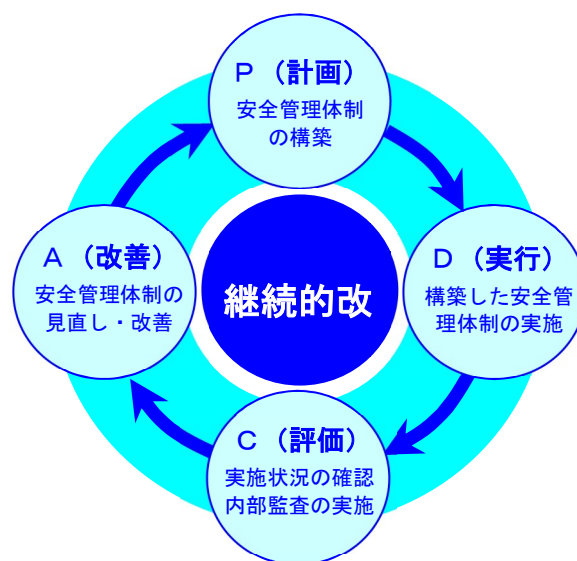 P（計画）
安全管理体制
の構築
D（実行）
構築した安全管
理体制の実施
C（評価）
実施状況の確認
内部監査の実施
A（改善）
安全管理体制の
見直し・改善
継続的改